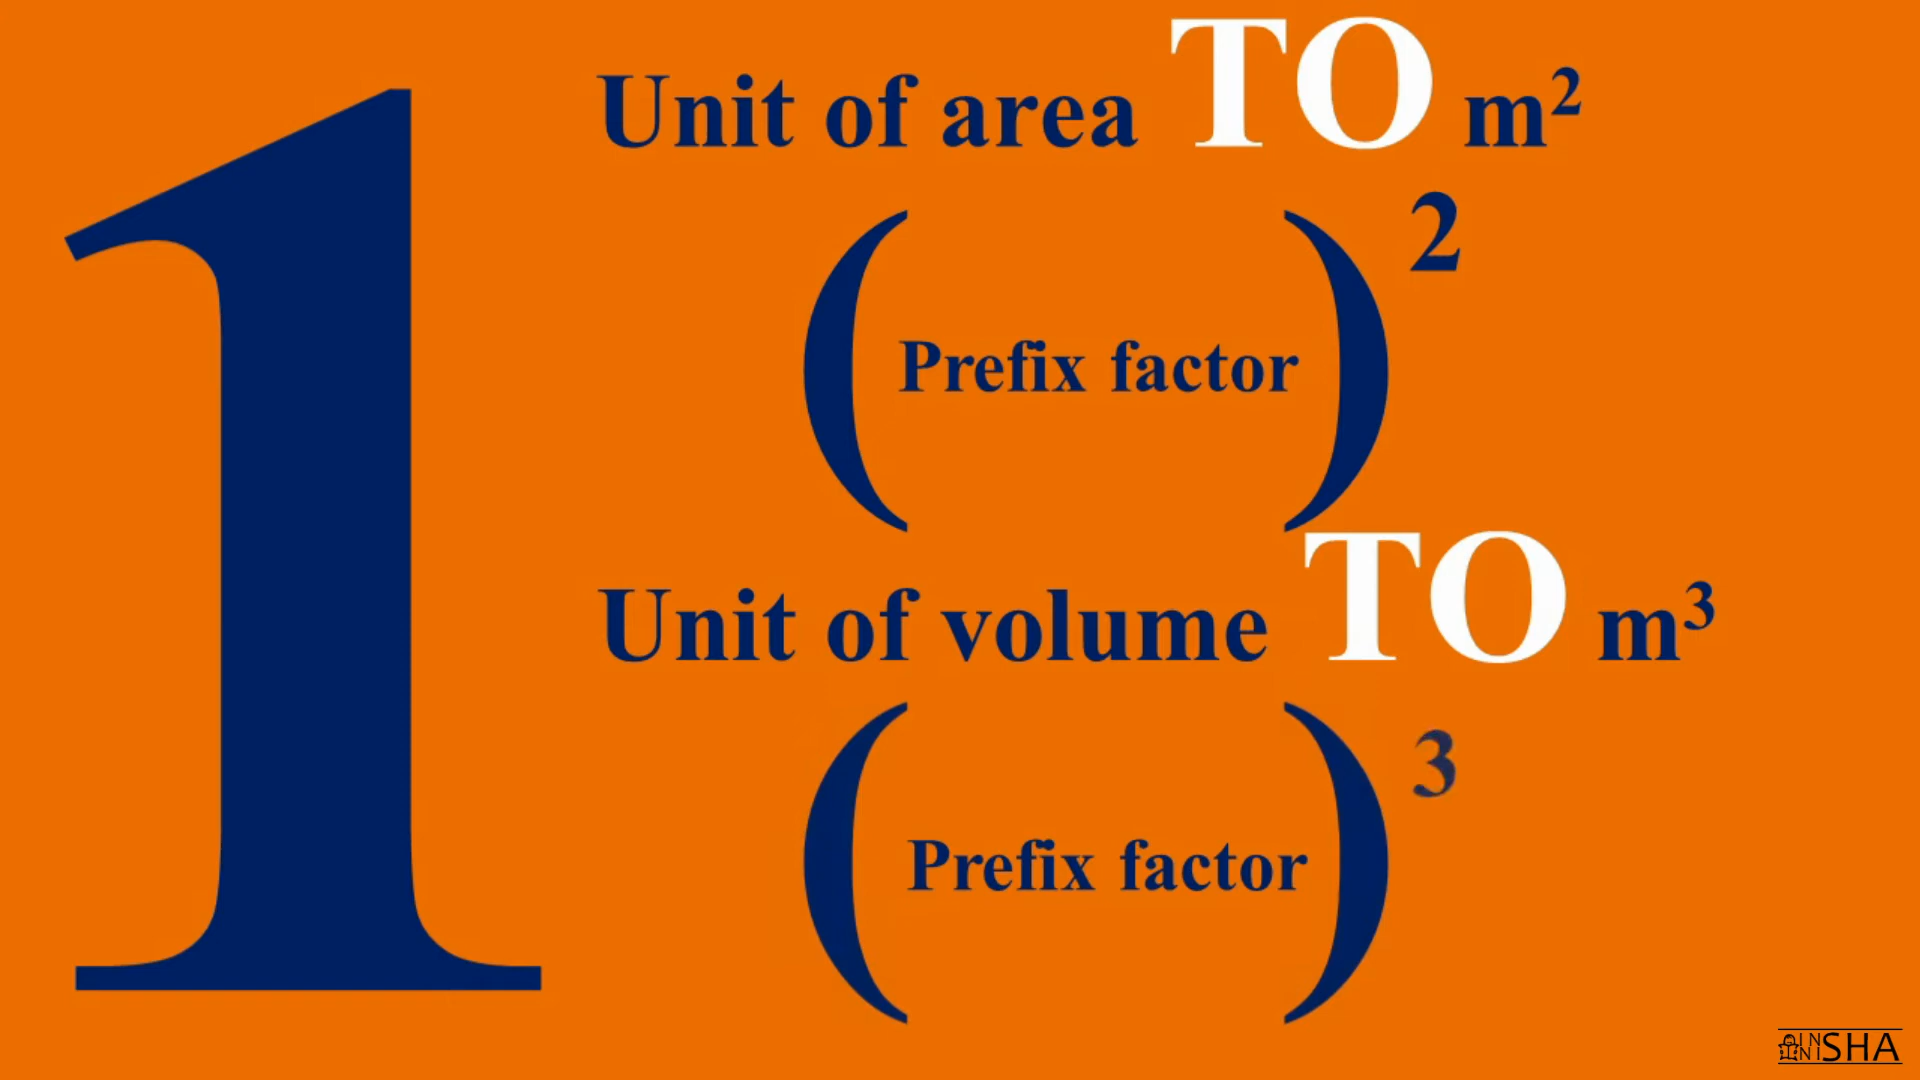 1
Unit of area TO m²
( Prefix factor )²
Unit of volume TO m³
( Prefix factor )³
SHA